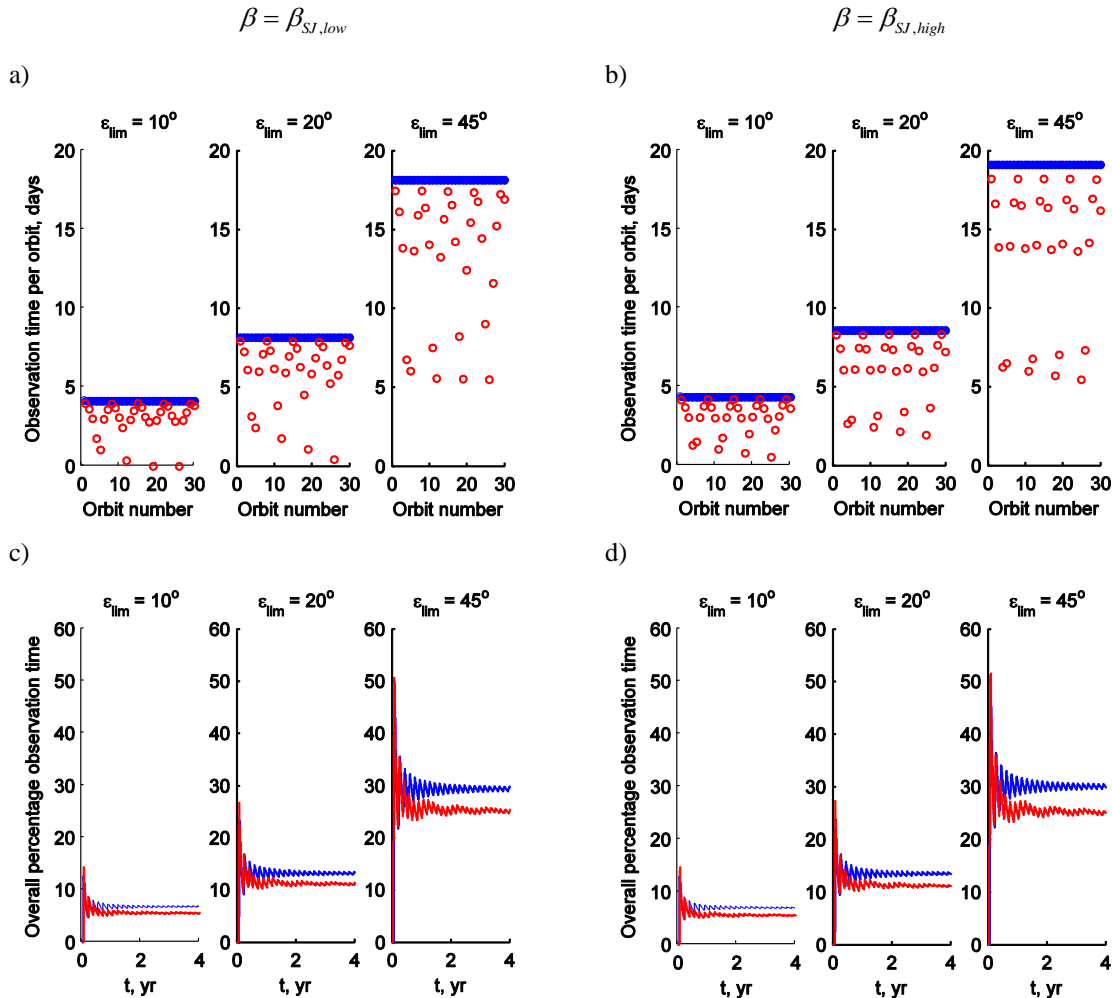 β = β_SJ,low
β = β_SJ,high
a)
b)
ε_lim = 10°
ε_lim = 20°
ε_lim = 45°
Observation time per orbit, days
20
15
10
5
0
20
15
10
5
0
20
15
10
5
0
0 10 20 30
0 10 20 30
0 10 20 30
Orbit number
Orbit number
Orbit number
ε_lim = 10°
ε_lim = 20°
ε_lim = 45°
Observation time per orbit, days
20
15
10
5
0
20
15
10
5
0
20
15
10
5
0
0 10 20 30
0 10 20 30
0 10 20 30
Orbit number
Orbit number
Orbit number
c)
d)
ε_lim = 10°
ε_lim = 20°
ε_lim = 45°
Overall percentage observation time
60
50
40
30
20
10
0
60
50
40
30
20
10
0
60
50
40
30
20
10
0
0 2 4
0 2 4
0 2 4
t, yr
t, yr
t, yr
ε_lim = 10°
ε_lim = 20°
ε_lim = 45°
Overall percentage observation time
60
50
40
30
20
10
0
60
50
40
30
20
10
0
60
50
40
30
20
10
0
0 2 4
0 2 4
0 2 4
t, yr
t, yr
t, yr